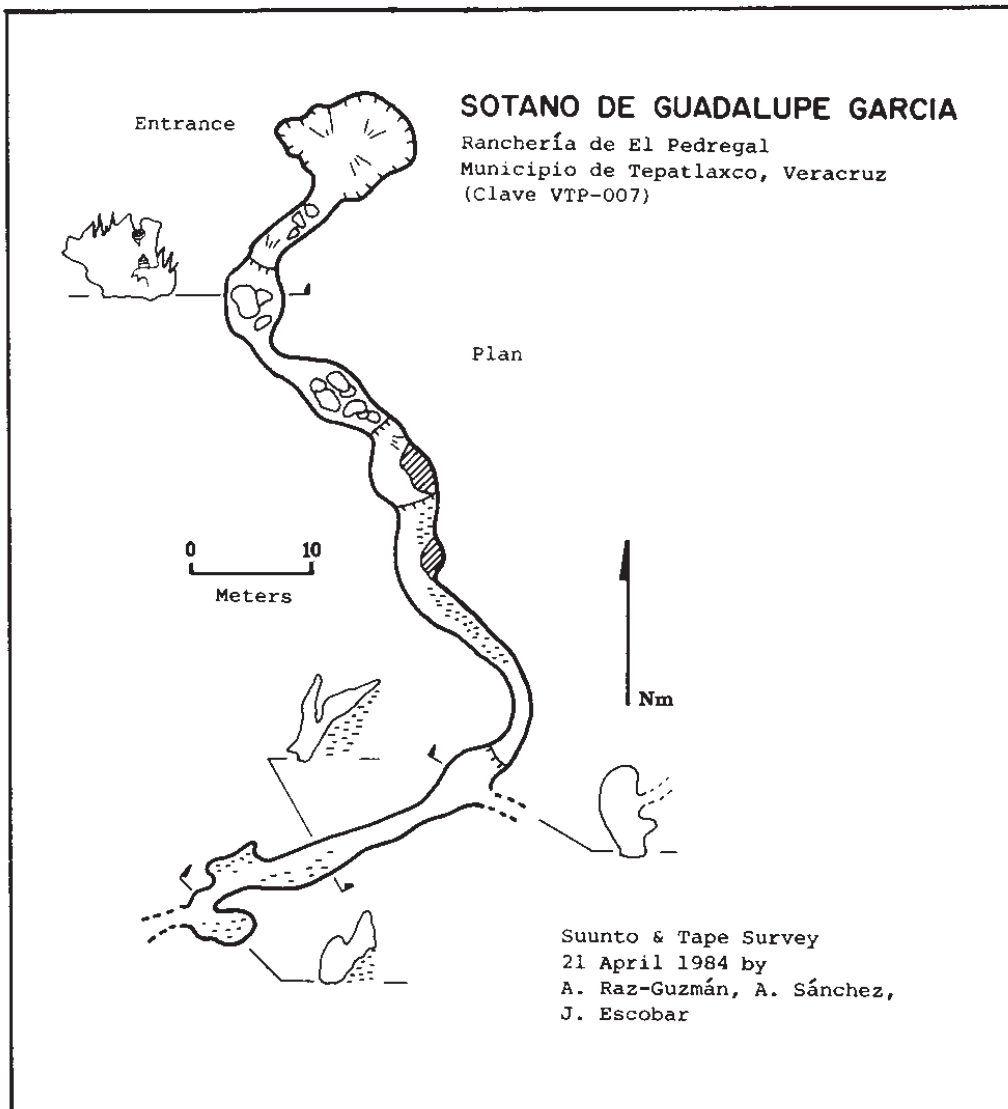 SOTANO DE GUADALUPE GARCIA
Ranchería de El Pedregal
Municipio de Tepatlaxco, Veracruz
(Clave VTP-007)
Entrance
Plan
0 10
Meters
Nm
Suunto & Tape Survey
21 April 1984 by
A. Raz-Guzmán, A. Sánchez,
J. Escobar